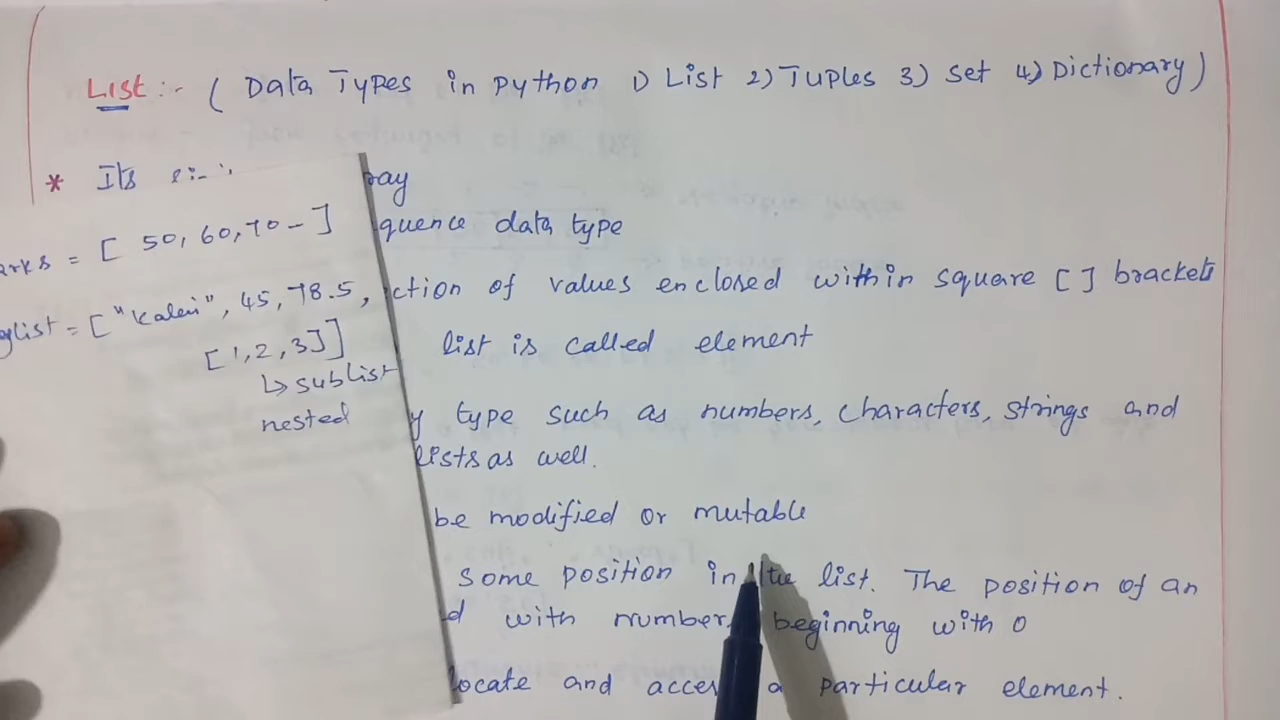 List :- ( Data Types in python 1) List 2) Tuples 3) Set 4) Dictionary )
* Its
ray
quence data type
ction of values enclosed within square [ ] brackets
list is called element
y type such as numbers, characters, strings and
lists as well.
be modified or mutable
some position in the list. The position of an
d with number, beginning with 0
locate and acces a particular element.
arks = [ 50, 60, 70 - ]
list = [ "Kalai", 45, 78.5,
[1, 2, 3]]
↳ sublist
nested